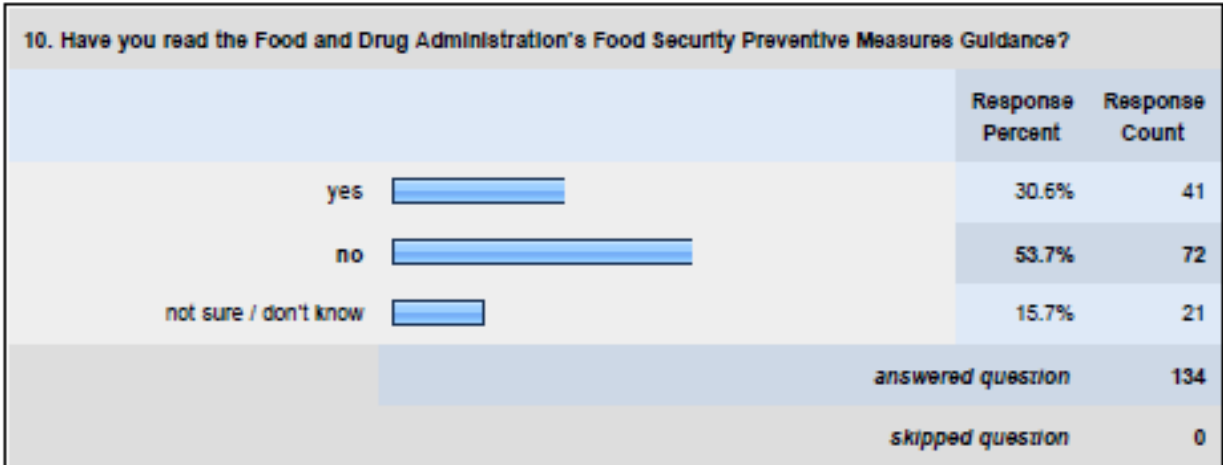 10. Have you read the Food and Drug Administration's Food Security Preventive Measures Guidance?
Response Percent Response Count
yes 30.6% 41
no 53.7% 72
not sure / don't know 15.7% 21
answered question 134
skipped question 0